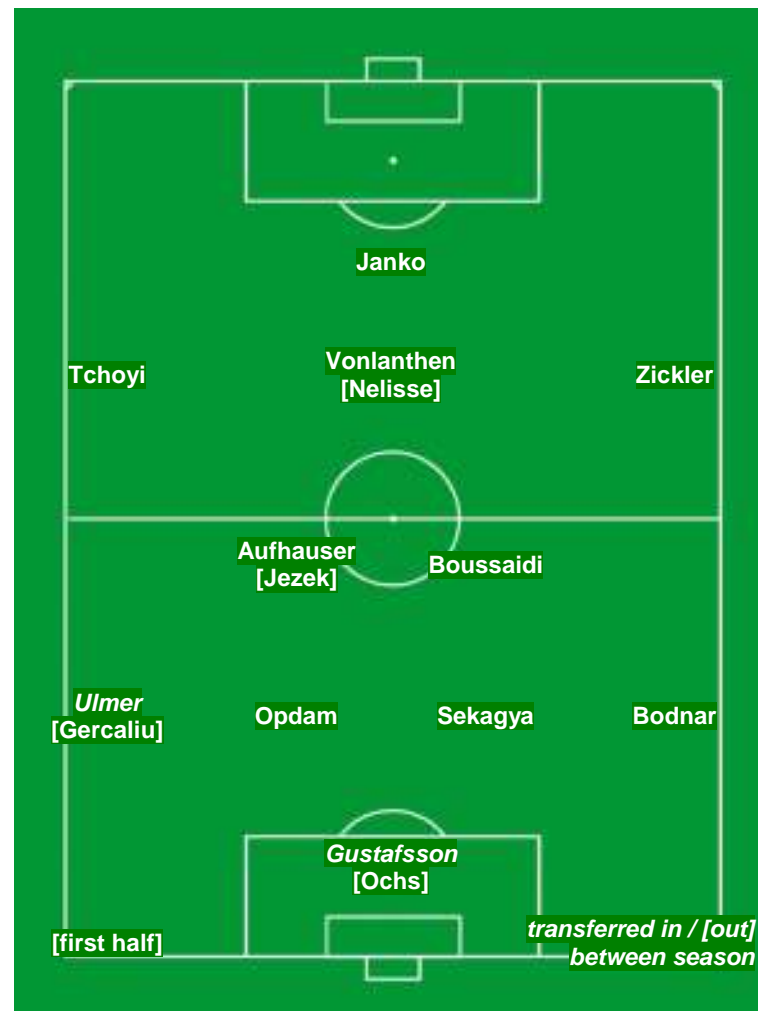 Janko
Tchoyi
Vonlanthen
[Nelisse]
Zickler
Aufhauser
[Jezek]
Boussaidi
Ulmer
[Gercaliu]
Opdam
Sekagya
Bodnar
Gustafsson
[Ochs]
[first half]
transferred in / [out]
between season